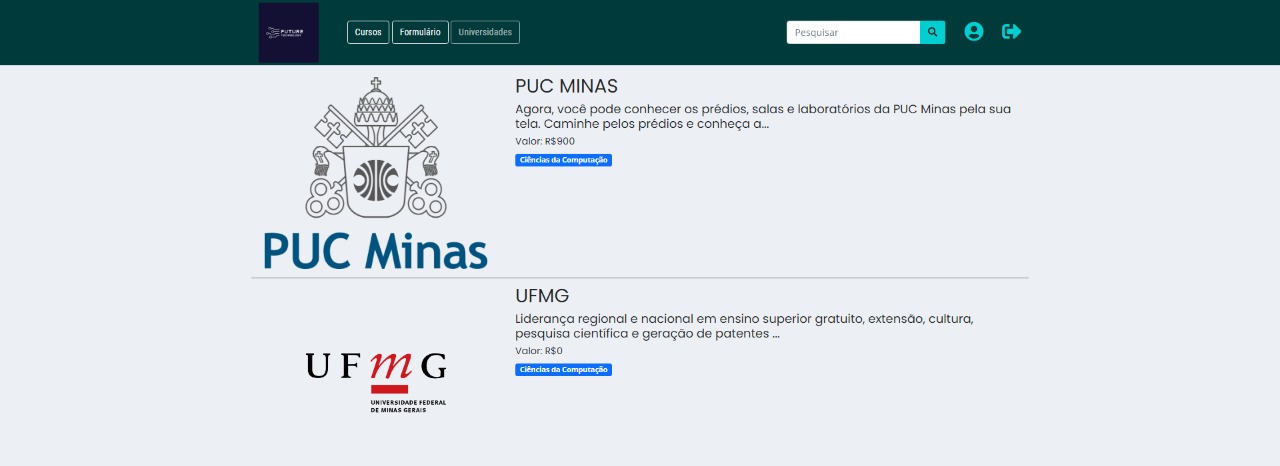 FUTURE
TECHNOLOGY
Cursos
Formulário
Universidades
Pesquisar
PUC Minas
PUC MINAS
Agora, você pode conhecer os prédios, salas e laboratórios da PUC Minas pela sua
tela. Caminhe pelos prédios e conheça a...
Valor: R$900
Ciências da Computação
UFmG
UNIVERSIDADE FEDERAL
DE MINAS GERAIS
UFMG
Liderança regional e nacional em ensino superior gratuito, extensão, cultura,
pesquisa científica e geração de patentes ...
Valor: R$0
Ciências da Computação